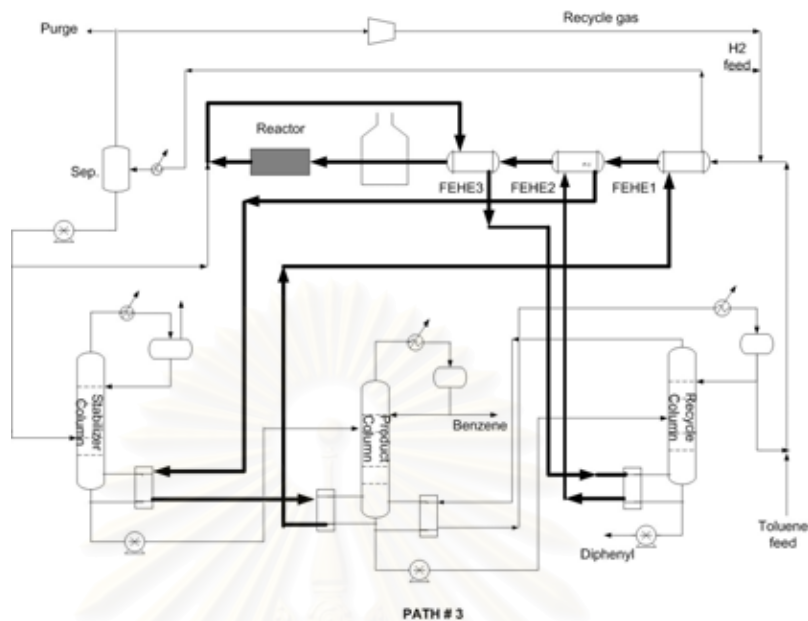 Purge
Recycle gas
H2
feed
Reactor
Sep.
FEHE3
FEHE2
FEHE1
Stabilizer
Column
Product
Column
Recycle
Column
Benzene
Toluene
feed
Diphenyl
PATH # 3